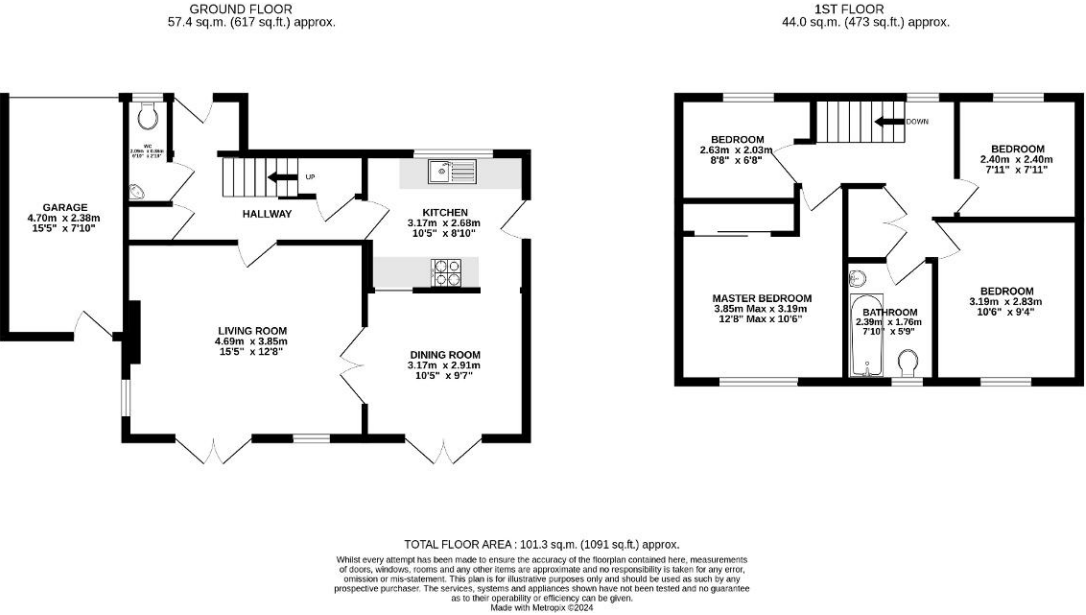 GROUND FLOOR
57.4 sq.m. (617 sq.ft.) approx.
1ST FLOOR
44.0 sq.m. (473 sq.ft.) approx.
WC
UP
HALLWAY
GARAGE
4.70m x 2.38m
15'5" x 7'10"
KITCHEN
3.17m x 2.68m
10'5" x 8'10"
LIVING ROOM
4.69m x 3.85m
15'5" x 12'8"
DINING ROOM
3.17m x 2.91m
10'5" x 9'7"
BEDROOM
2.63m x 2.03m
8'8" x 6'8"
DOWN
BEDROOM
2.40m x 2.40m
7'11" x 7'11"
MASTER BEDROOM
3.85m Max x 3.19m
12'8" Max x 10'6"
BATHROOM
2.39m x 1.76m
7'10" x 5'9"
BEDROOM
3.19m x 2.83m
10'6" x 9'4"
TOTAL FLOOR AREA : 101.3 sq.m. (1091 sq.ft.) approx.
Whilst every attempt has been made to ensure the accuracy of the floorplan contained here, measurements
of doors, windows, rooms and any other items are approximate and no responsibility is taken for any error,
omission or mis-statement. This plan is for illustrative purposes only and should be used as such by any
prospective purchaser. The services, systems and appliances shown have not been tested and no guarantee
as to their operability or efficiency can be given.
Made with Metropix ©2024